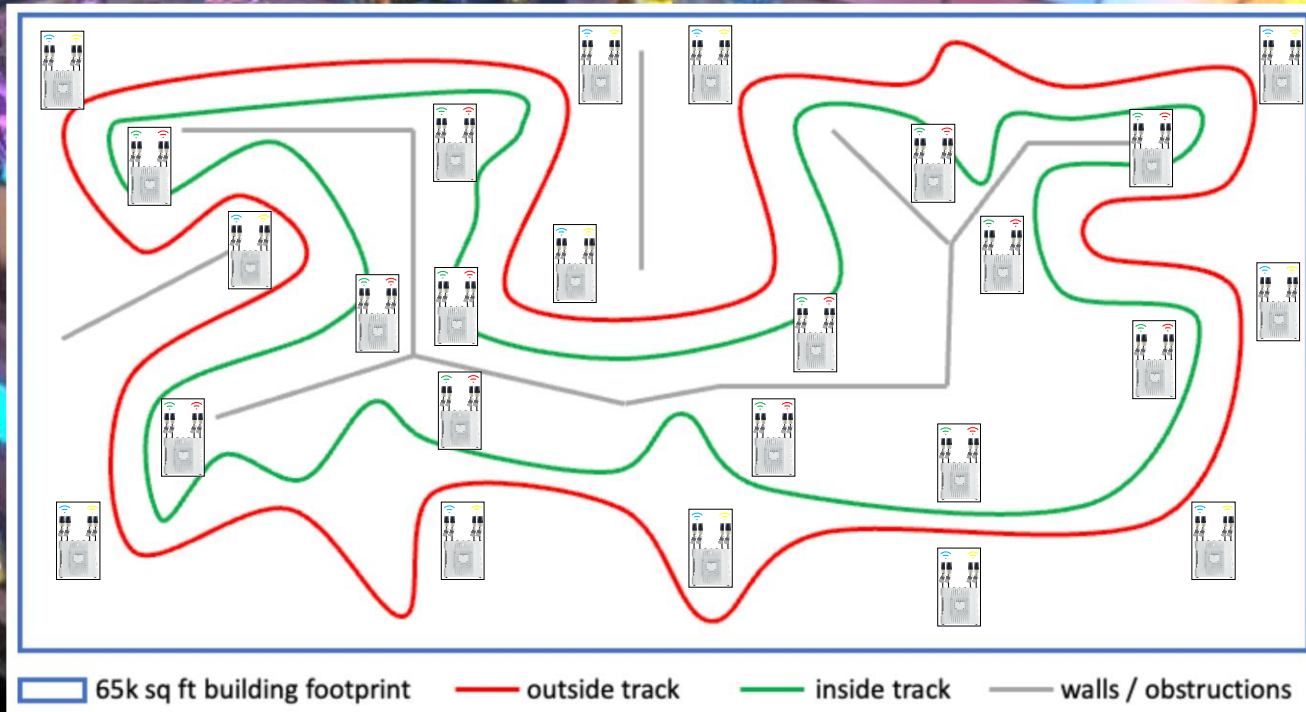 65k sq ft building footprint
outside track
inside track
walls / obstructions